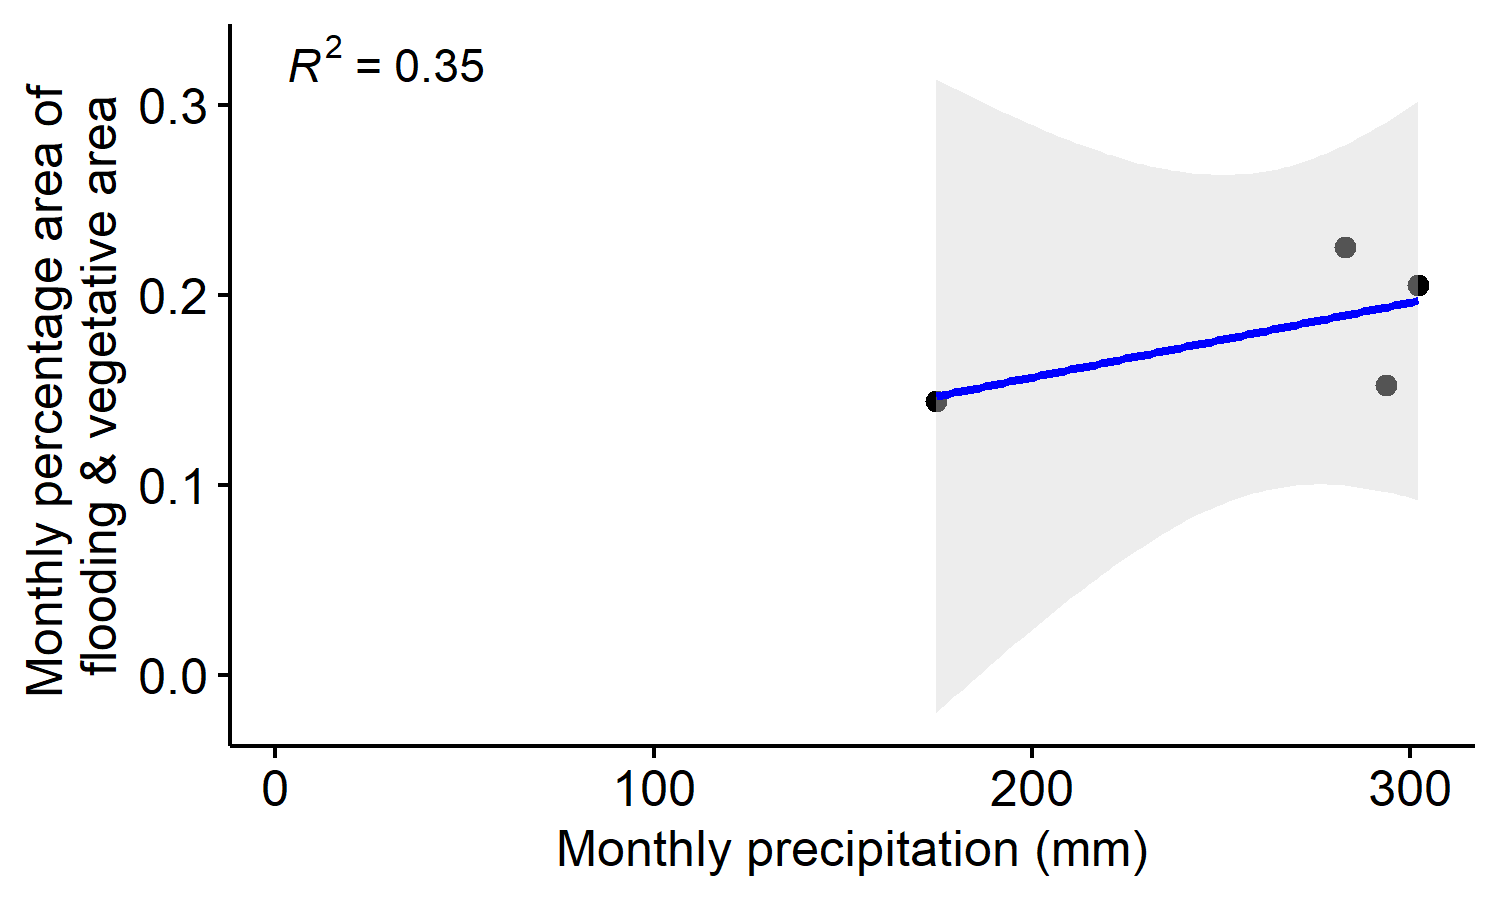 R² = 0.35
Monthly percentage area of
flooding & vegetative area
0.3
0.2
0.1
0.0
0 100 200 300
Monthly precipitation (mm)